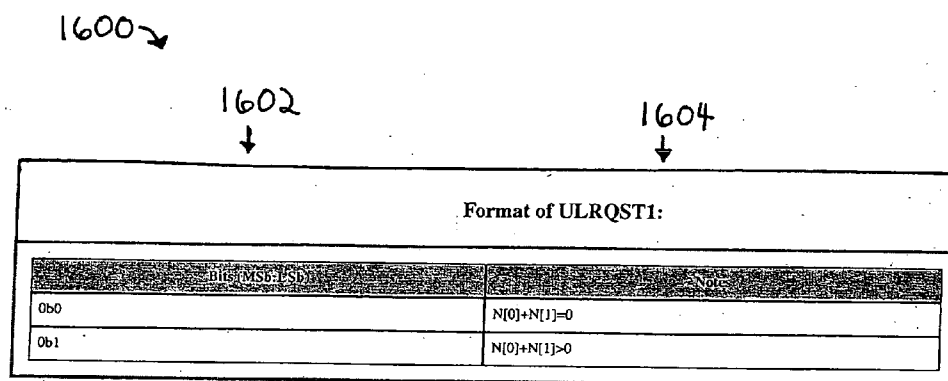 1600
1602
1604
Format of ULRQST1:
Bits (MSb:LSb) Note
0b0 N[0]+N[1]=0
0b1 N[0]+N[1]>0